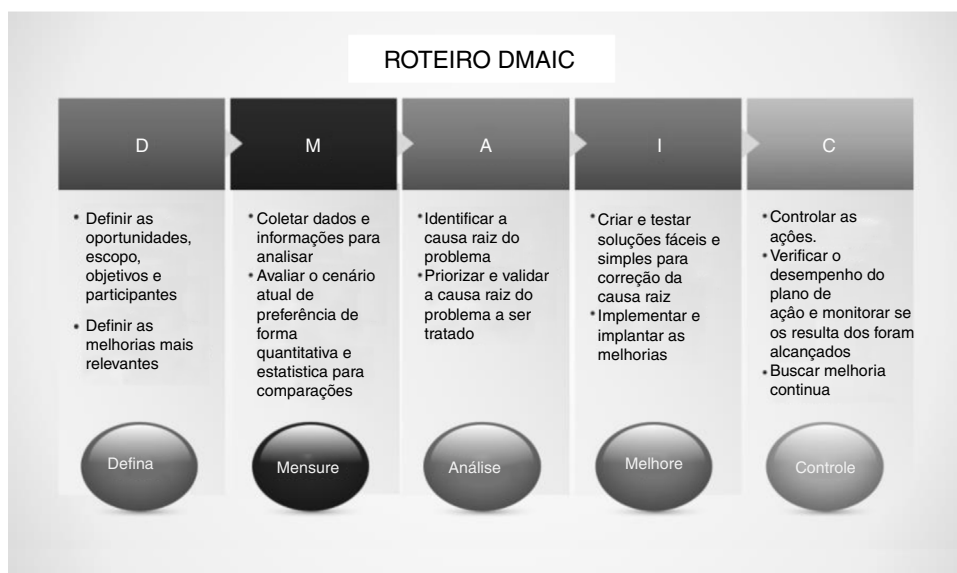 ROTEIRO DMAIC
D
M
A
I
C
• Definir as
oportunidades,
escopo,
objetivos e
participantes
• Definir as
melhorias mais
relevantes
• Coletar dados e
informações para
analisar
• Avaliar o cenário
atual de
preferência de
forma
quantitativa e
estatistica para
comparações
• Identificar a
causa raiz do
problema
• Priorizar e validar
a causa raiz do
problema a ser
tratado
• Criar e testar
soluções fáceis e
simples para
correção da
causa raiz
• Implementar e
implantar as
melhorias
• Controlar as
açôes.
• Verificar o
desempenho do
plano de
açâo e monitorar se
os resulta dos foram
alcançados
• Buscar melhoria
continua
Defina
Mensure
Análise
Melhore
Controle